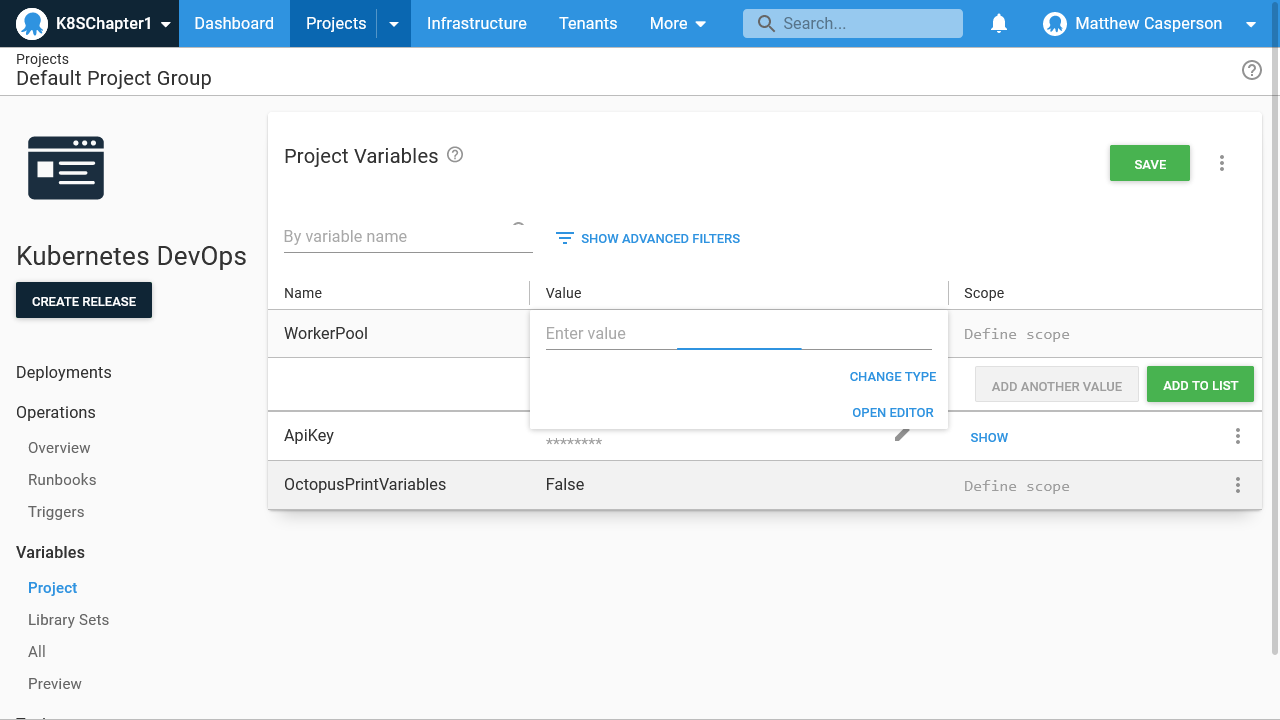 K8SChapter1 Dashboard Projects Infrastructure Tenants More Search... Matthew Casperson
Projects
Default Project Group
Kubernetes DevOps
CREATE RELEASE
Deployments
Operations
Overview
Runbooks
Triggers
Variables
Project
Library Sets
All
Preview
Project Variables
SAVE
By variable name SHOW ADVANCED FILTERS
Name Value Scope
WorkerPool Enter value Define scope
CHANGE TYPE
OPEN EDITOR
ADD ANOTHER VALUE ADD TO LIST
ApiKey ******** SHOW
OctopusPrintVariables False Define scope